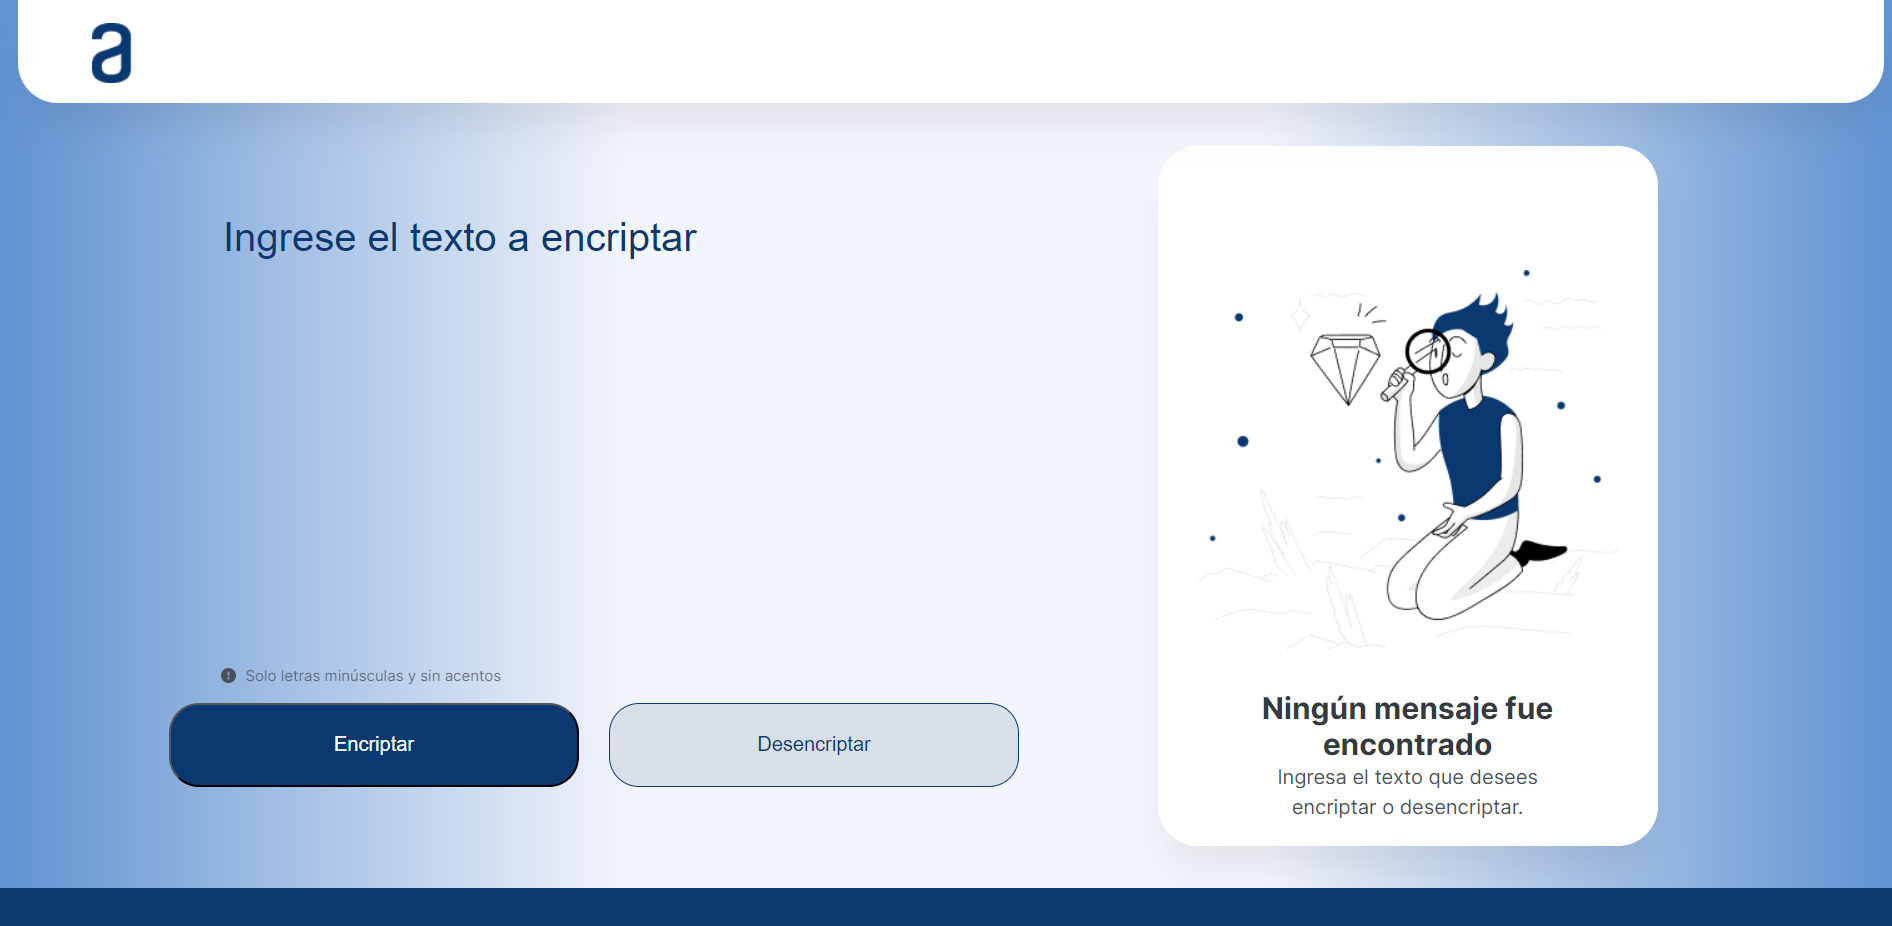 a
Ingrese el texto a encriptar
Solo letras minúsculas y sin acentos
Encriptar
Desencriptar
Ningún mensaje fue
encontrado
Ingresa el texto que desees
encriptar o desencriptar.